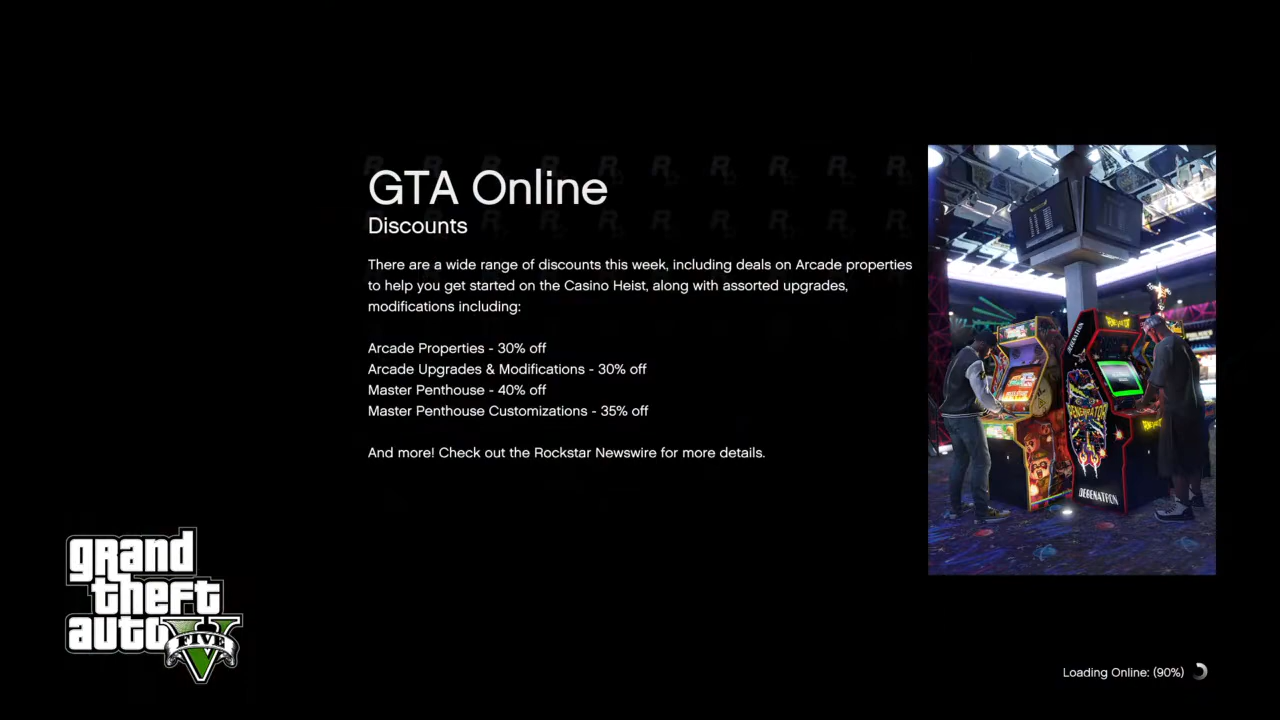 GTA Online
Discounts
There are a wide range of discounts this week, including deals on Arcade properties
to help you get started on the Casino Heist, along with assorted upgrades,
modifications including:
Arcade Properties - 30% off
Arcade Upgrades & Modifications - 30% off
Master Penthouse - 40% off
Master Penthouse Customizations - 35% off
And more! Check out the Rockstar Newswire for more details.
DEGENATRON
grand
theft
auto
V
FIVE
Loading Online: (90%)